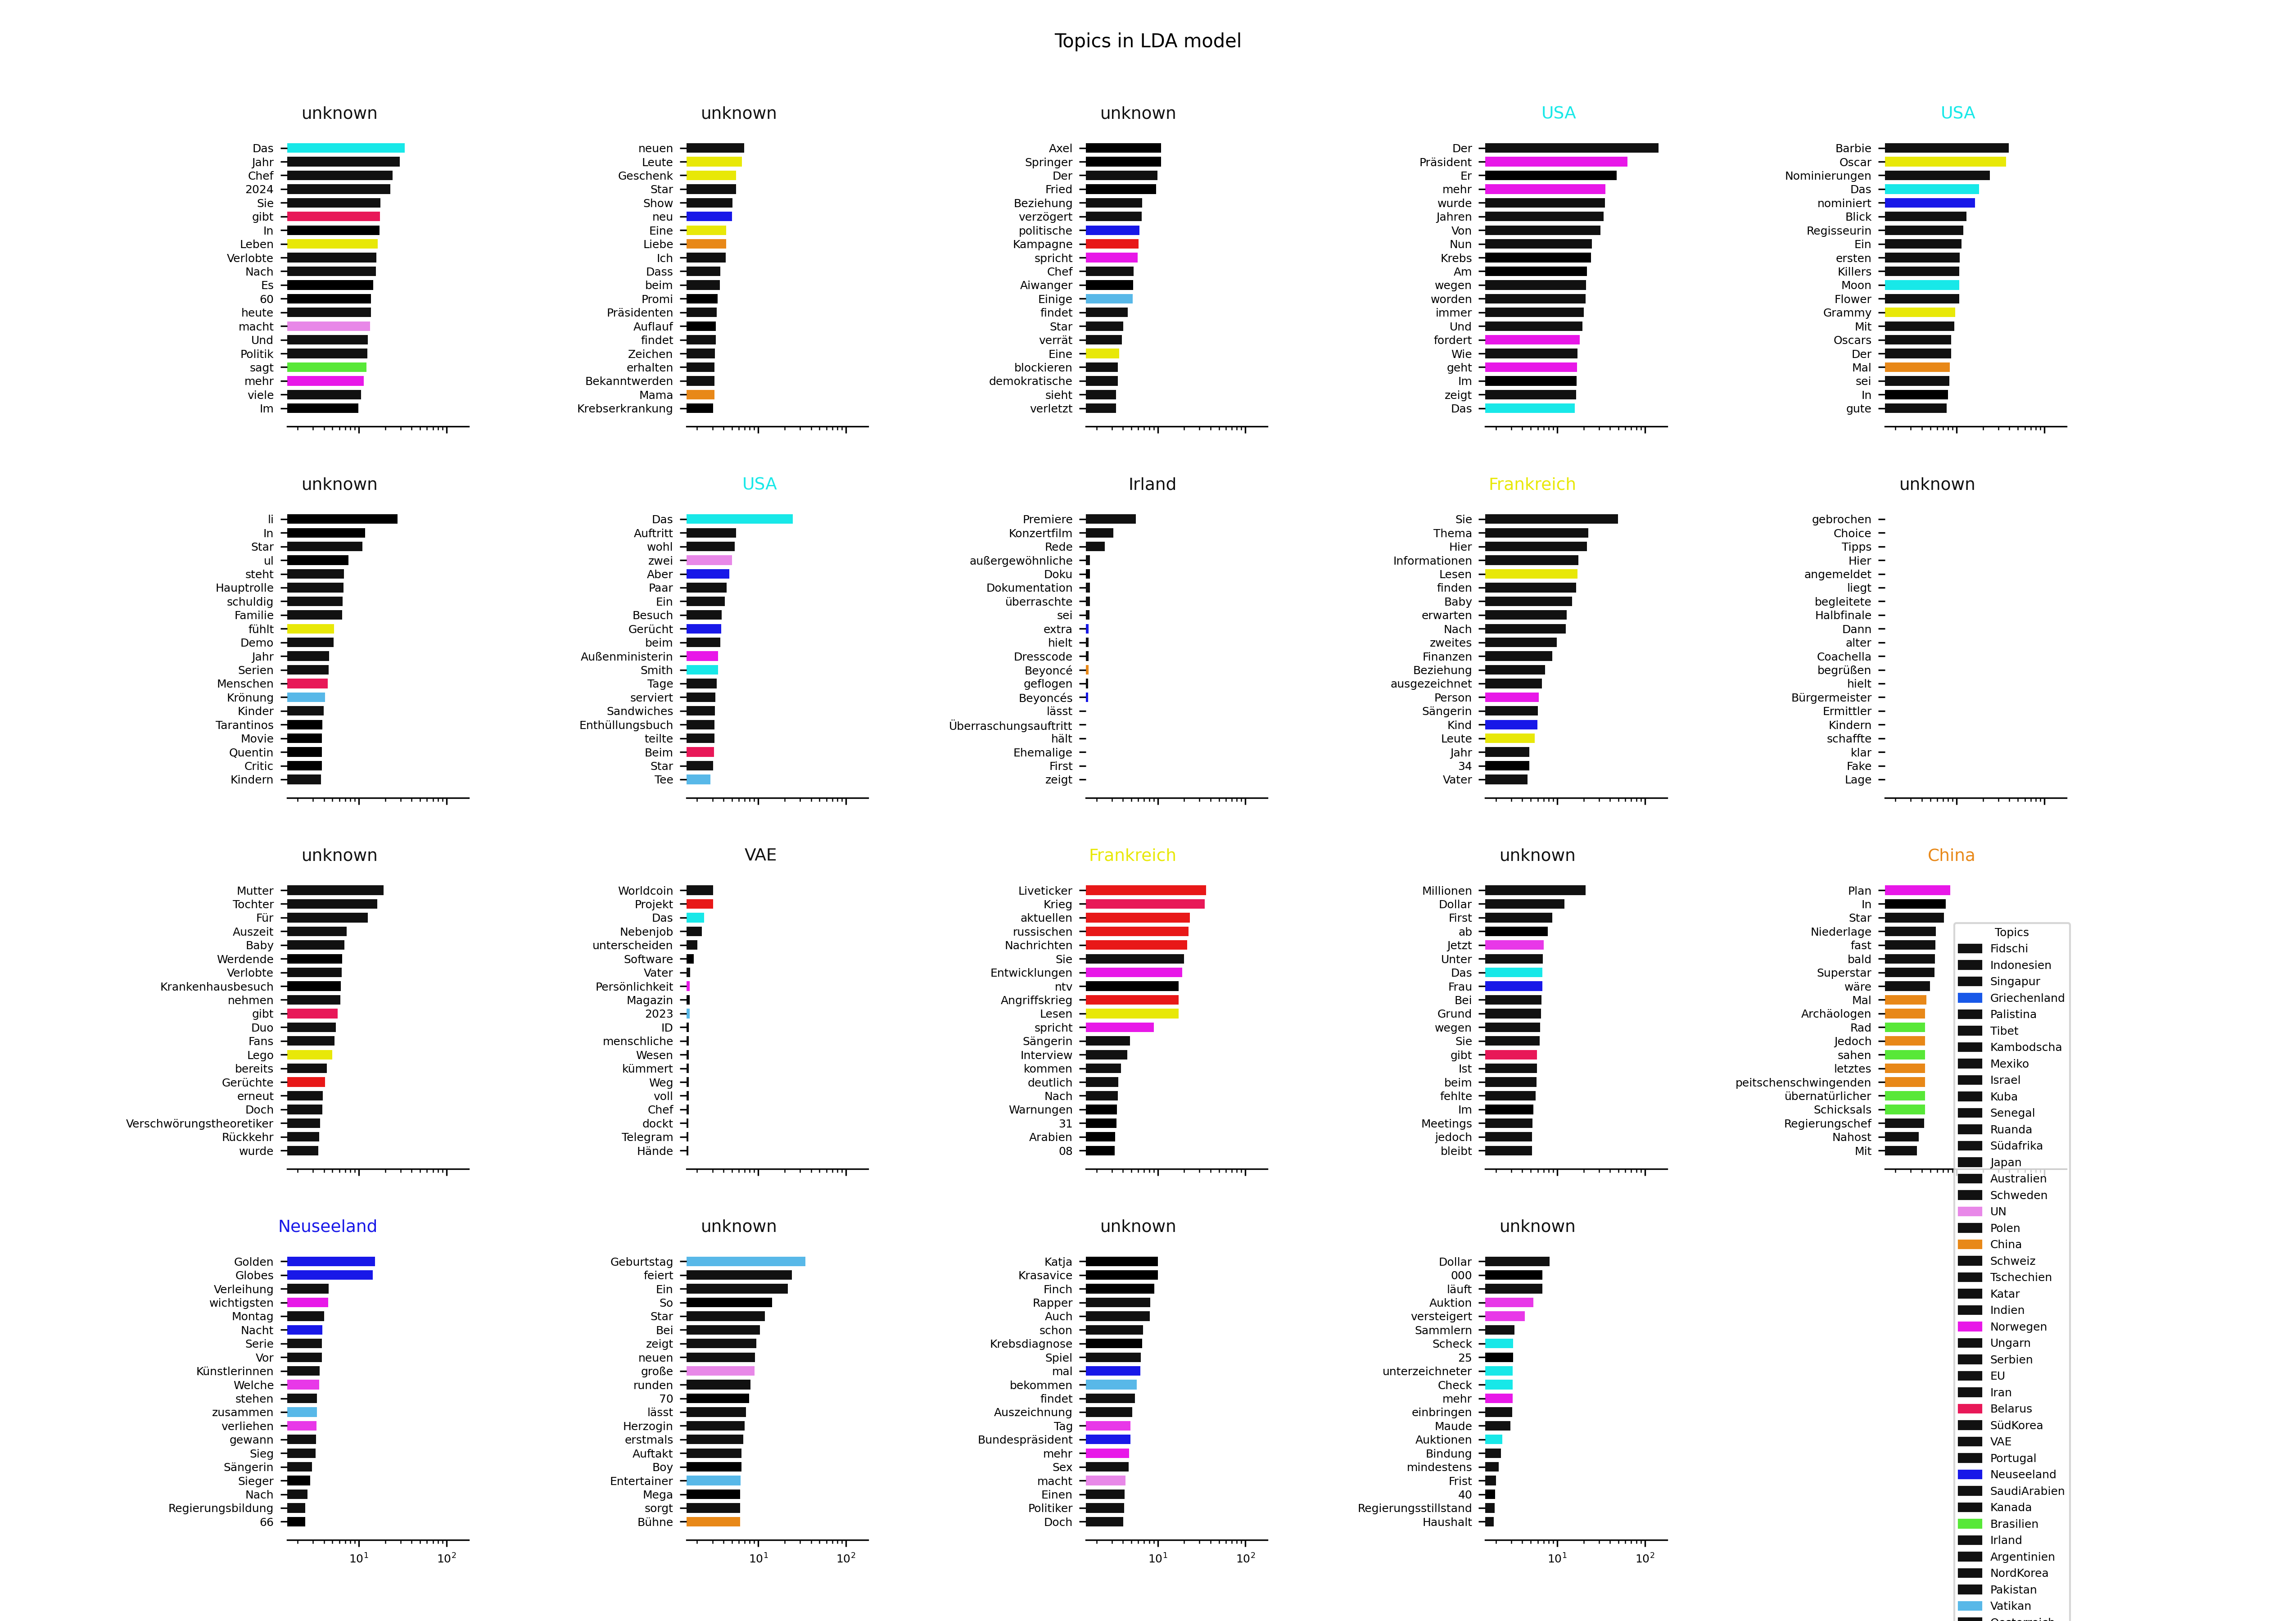 Topics in LDA model
unknown
Das
Jahr
Chef
2024
Sie
gibt
In
Leben
Verlobte
Nach
Es
60
heute
macht
Und
Politik
sagt
mehr
viele
Im
unknown
neuen
Leute
Geschenk
Star
Show
neu
Eine
Liebe
Ich
Dass
beim
Promi
Präsidenten
Auflauf
findet
Zeichen
erhalten
Bekanntwerden
Mama
Krebserkrankung
unknown
Axel
Springer
Der
Fried
Beziehung
verzögert
politische
Kampagne
spricht
Chef
Aiwanger
Einige
findet
Star
verrät
Eine
blockieren
demokratische
sieht
verletzt
USA
Der
Präsident
Er
mehr
wurde
Jahren
Von
Nun
Krebs
Am
wegen
worden
immer
Und
fordert
Wie
geht
Im
zeigt
Das
USA
Barbie
Oscar
Nominierungen
Das
nominiert
Blick
Regisseurin
Ein
ersten
Killers
Moon
Flower
Grammy
Mit
Oscars
Der
Mal
sei
In
gute
unknown
li
In
Star
ul
steht
Hauptrolle
schuldig
Familie
fühlt
Demo
Jahr
Serien
Menschen
Krönung
Kinder
Tarantinos
Movie
Quentin
Critic
Kindern
USA
Das
Auftritt
wohl
zwei
Aber
Paar
Ein
Besuch
Gerücht
beim
Außenministerin
Smith
Tage
serviert
Sandwiches
Enthüllungsbuch
teilte
Beim
Star
Tee
Irland
Premiere
Konzertfilm
Rede
außergewöhnliche
Doku
Dokumentation
überraschte
sei
extra
hielt
Dresscode
Beyoncé
geflogen
Beyoncés
lässt
Überraschungsauftritt
hält
Ehemalige
First
zeigt
Frankreich
Sie
Thema
Hier
Informationen
Lesen
finden
Baby
erwarten
Nach
zweites
Finanzen
Beziehung
ausgezeichnet
Person
Sängerin
Kind
Leute
Jahr
34
Vater
unknown
gebrochen
Choice
Tipps
Hier
angemeldet
liegt
begleitete
Halbfinale
Dann
alter
Coachella
begrüßen
hielt
Bürgermeister
Ermittler
Kindern
schaffte
klar
Fake
Lage
unknown
Mutter
Tochter
Für
Auszeit
Baby
Werdende
Verlobte
Krankenhausbesuch
nehmen
gibt
Duo
Fans
Lego
bereits
Gerüchte
erneut
Doch
Verschwörungstheoretiker
Rückkehr
wurde
VAE
Worldcoin
Projekt
Das
Nebenjob
unterscheiden
Software
Vater
Persönlichkeit
Magazin
2023
ID
menschliche
Wesen
kümmert
Weg
voll
Chef
dockt
Telegram
Hände
Frankreich
Liveticker
Krieg
aktuellen
russischen
Nachrichten
Sie
Entwicklungen
ntv
Angriffskrieg
Lesen
spricht
Sängerin
Interview
kommen
deutlich
Nach
Warnungen
31
Arabien
08
unknown
Millionen
Dollar
First
ab
Jetzt
Unter
Das
Frau
Bei
Grund
wegen
Sie
gibt
Ist
beim
fehlte
Im
Meetings
jedoch
bleibt
China
Plan
In
Star
Niederlage
fast
bald
Superstar
wäre
Mal
Archäologen
Rad
Jedoch
sahen
letztes
peitschenschwingenden
übernatürlicher
Schicksals
Regierungschef
Nahost
Mit
Neuseeland
Golden
Globes
Verleihung
wichtigsten
Montag
Nacht
Serie
Vor
Künstlerinnen
Welche
stehen
zusammen
verliehen
gewann
Sieg
Sängerin
Sieger
Nach
Regierungsbildung
66
10¹ 10²
unknown
Geburtstag
feiert
Ein
So
Star
Bei
zeigt
neuen
große
runden
70
lässt
Herzogin
erstmals
Auftakt
Boy
Entertainer
Mega
sorgt
Bühne
10¹ 10²
unknown
Katja
Krasavice
Finch
Rapper
Auch
schon
Krebsdiagnose
Spiel
mal
bekommen
findet
Auszeichnung
Tag
Bundespräsident
mehr
Sex
macht
Einen
Politiker
Doch
10¹ 10²
unknown
Dollar
000
läuft
Auktion
versteigert
Sammlern
Scheck
25
unterzeichneter
Check
mehr
einbringen
Maude
Auktionen
Bindung
mindestens
Frist
40
Regierungsstillstand
Haushalt
10¹ 10²
Topics
Fidschi
Indonesien
Singapur
Griechenland
Palistina
Tibet
Kambodscha
Mexiko
Israel
Kuba
Senegal
Ruanda
Südafrika
Japan
Australien
Schweden
UN
Polen
China
Schweiz
Tschechien
Katar
Indien
Norwegen
Ungarn
Serbien
EU
Iran
Belarus
SüdKorea
VAE
Portugal
Neuseeland
SaudiArabien
Kanada
Brasilien
Irland
Argentinien
NordKorea
Pakistan
Vatikan